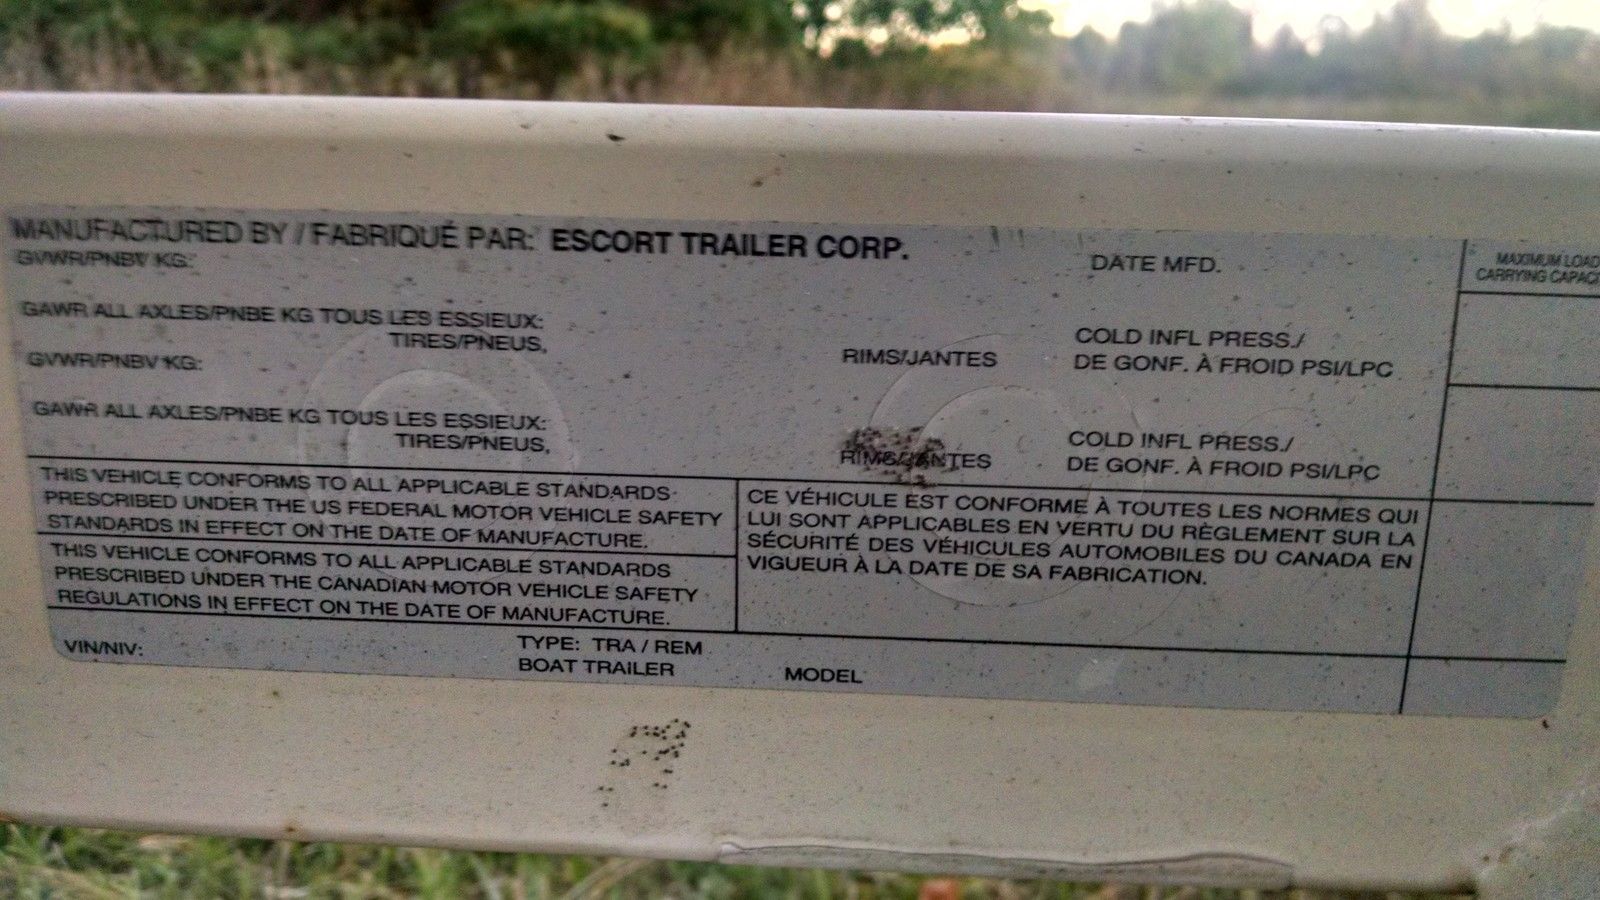 MANUFACTURED BY / FABRIQUÉ PAR: ESCORT TRAILER CORP.
GVWR/PNBV KG:
DATE MFD.
MAXIMUM LOAD
CARRYING CAPAC
GAWR ALL AXLES/PNBE KG TOUS LES ESSIEUX:
TIRES/PNEUS,
RIMS/JANTES
COLD INFL PRESS./
DE GONF. À FROID PSI/LPC
GVWR/PNBV KG:
GAWR ALL AXLES/PNBE KG TOUS LES ESSIEUX:
TIRES/PNEUS,
RIMS/JANTES
COLD INFL PRESS./
DE GONF. À FROID PSI/LPC
THIS VEHICLE CONFORMS TO ALL APPLICABLE STANDARDS
PRESCRIBED UNDER THE US FEDERAL MOTOR VEHICLE SAFETY
STANDARDS IN EFFECT ON THE DATE OF MANUFACTURE.
THIS VEHICLE CONFORMS TO ALL APPLICABLE STANDARDS
PRESCRIBED UNDER THE CANADIAN MOTOR VEHICLE SAFETY
REGULATIONS IN EFFECT ON THE DATE OF MANUFACTURE.
CE VÉHICULE EST CONFORME À TOUTES LES NORMES QUI
LUI SONT APPLICABLES EN VERTU DU RÈGLEMENT SUR LA
SÉCURITÉ DES VÉHICULES AUTOMOBILES DU CANADA EN
VIGUEUR À LA DATE DE SA FABRICATION.
VIN/NIV:
TYPE: TRA / REM
BOAT TRAILER
MODEL